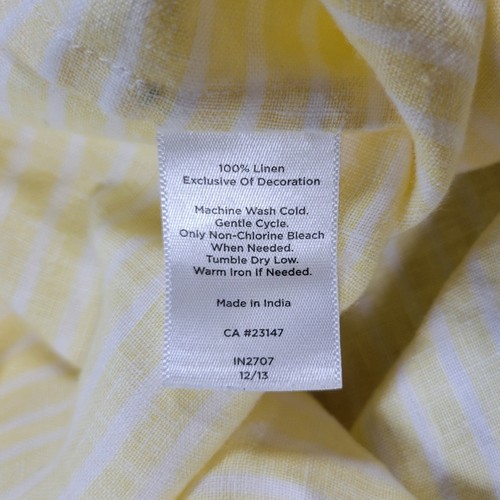 100% Linen
Exclusive Of Decoration
Machine Wash Cold.
Gentle Cycle.
Only Non-Chlorine Bleach
When Needed.
Tumble Dry Low.
Warm Iron If Needed.
Made in India
CA #23147
IN2707
12/13